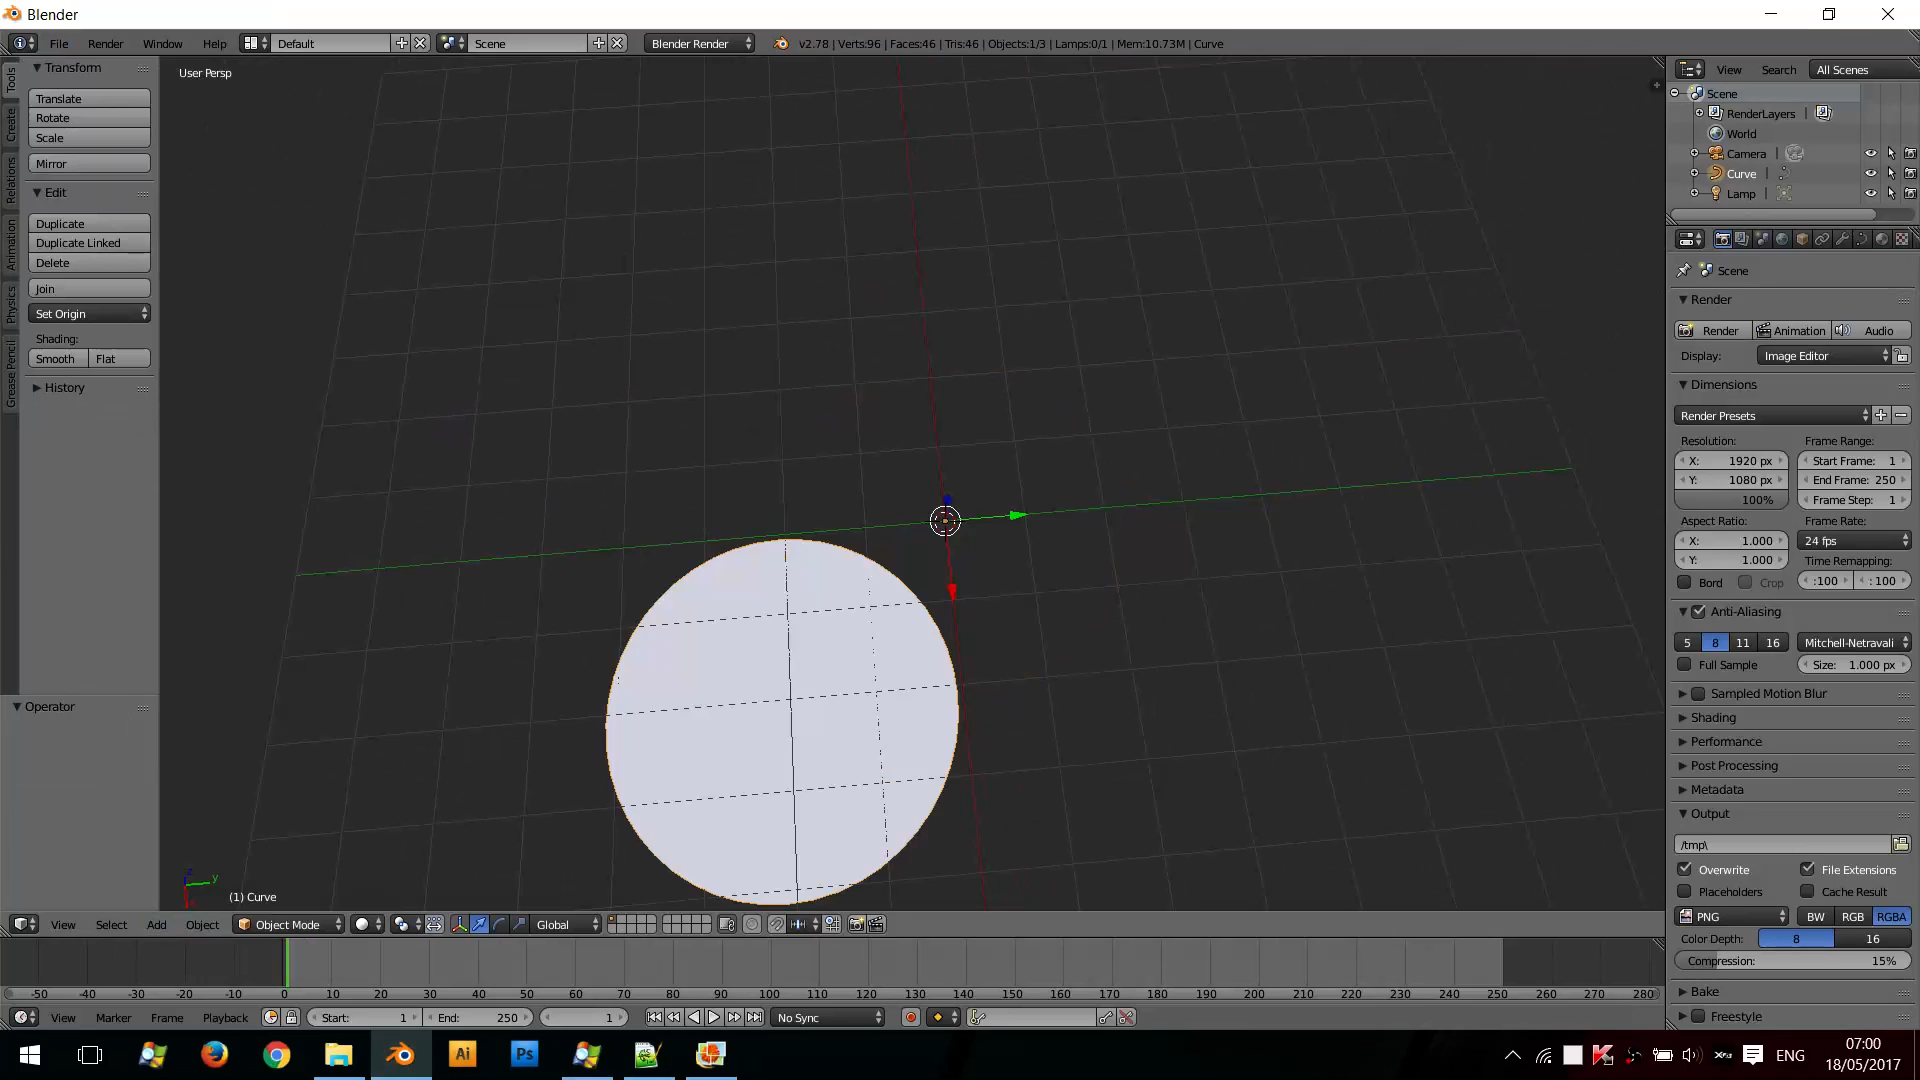 Blender
File Render Window Help Default Scene Blender Render v2.78 | Verts:96 | Faces:46 | Tris:46 | Objects:1/3 | Lamps:0/1 | Mem:10.73M | Curve
Tools
Create
Relations
Animation
Physics
Grease Pencil
Transform
Translate
Rotate
Scale
Mirror
Edit
Duplicate
Duplicate Linked
Delete
Join
Set Origin
Shading:
Smooth Flat
History
Operator
User Persp
z
y
x
(1) Curve
View Select Add Object Object Mode Global
-50 -40 -30 -20 -10 0 10 20 30 40 50 60 70 80 90 100 110 120 130 140 150 160 170 180 190 200 210 220 230 240 250 260 270 280
View Marker Frame Playback Start: 1 End: 250 1 No Sync
View Search All Scenes
Scene
RenderLayers |
World
Camera |
Curve |
Lamp |
Scene
Render
Render Animation Audio
Display: Image Editor
Dimensions
Render Presets
Resolution: Frame Range:
X: 1920 px Start Frame: 1
Y: 1080 px End Frame: 250
100% Frame Step: 1
Aspect Ratio: Frame Rate:
X: 1.000 24 fps
Y: 1.000 Time Remapping:
Bord Crop :100 : 100
Anti-Aliasing
5 8 11 16 Mitchell-Netravali
Full Sample Size: 1.000 px
Sampled Motion Blur
Shading
Performance
Post Processing
Metadata
Output
/tmp\
Overwrite File Extensions
Placeholders Cache Result
PNG BW RGB RGBA
Color Depth: 8 16
Compression: 15%
Bake
Freestyle
Ai Ps
ENG
07:00
18/05/2017